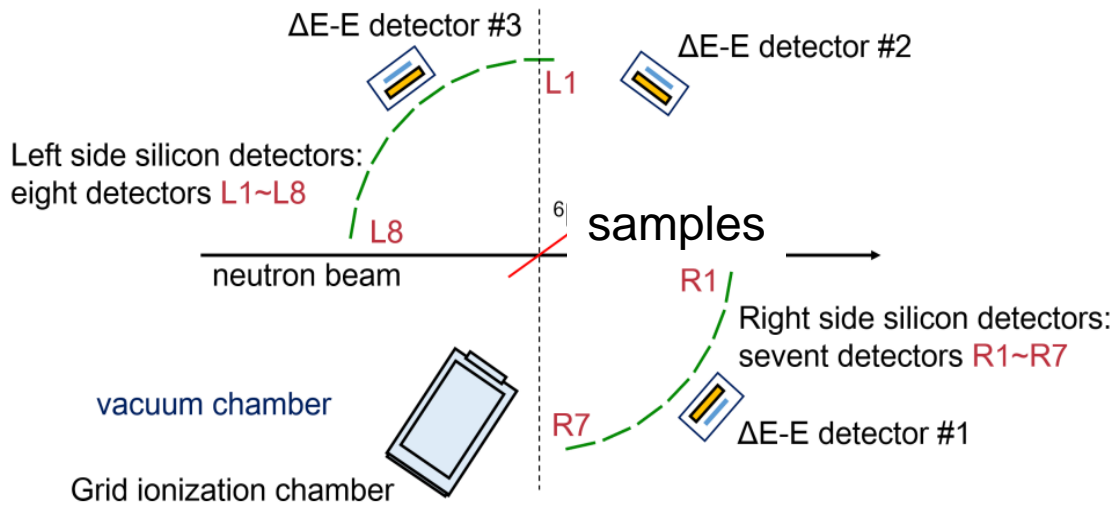 ΔE-E detector #3
ΔE-E detector #2
L1
Left side silicon detectors:
eight detectors L1~L8
L8
6
samples
neutron beam
R1
Right side silicon detectors:
sevent detectors R1~R7
vacuum chamber
R7
ΔE-E detector #1
Grid ionization chamber